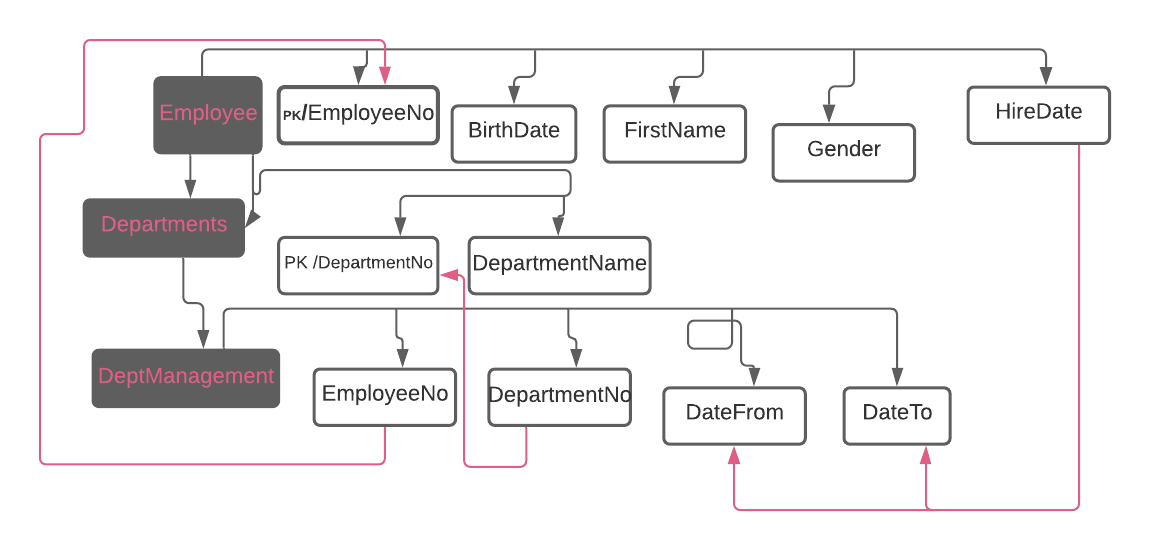 Employee
PK/EmployeeNo
BirthDate
FirstName
Gender
HireDate
Departments
PK /DepartmentNo
DepartmentName
DeptManagement
EmployeeNo
DepartmentNo
DateFrom
DateTo